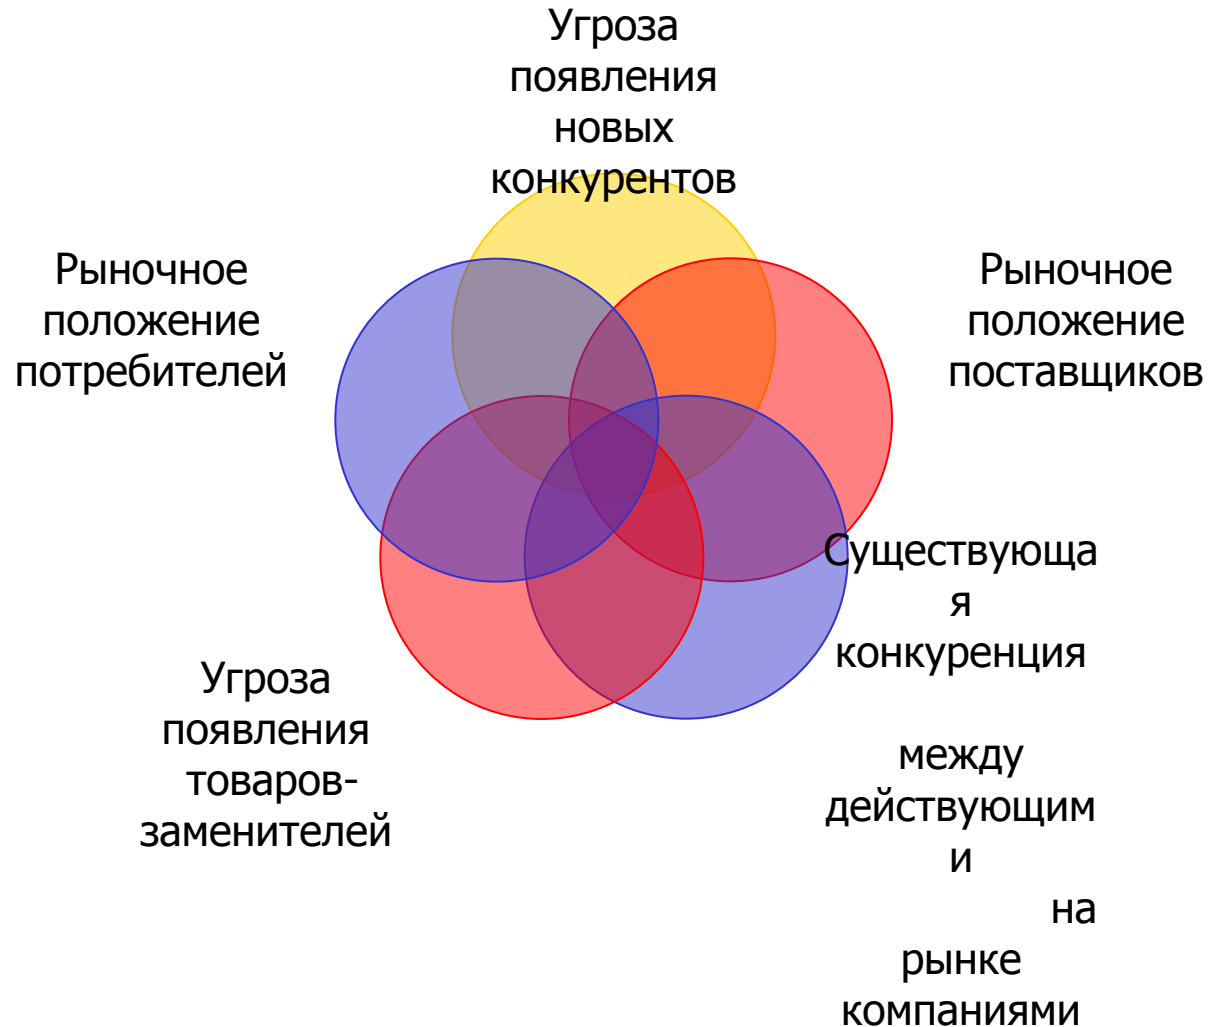 Угроза
появления
новых
конкурентов
Рыночное
положение
потребителей
Рыночное
положение
поставщиков
Существующа
я
конкуренция
между
действующим
и
на
рынке
компаниями
Угроза
появления
товаров-
заменителей